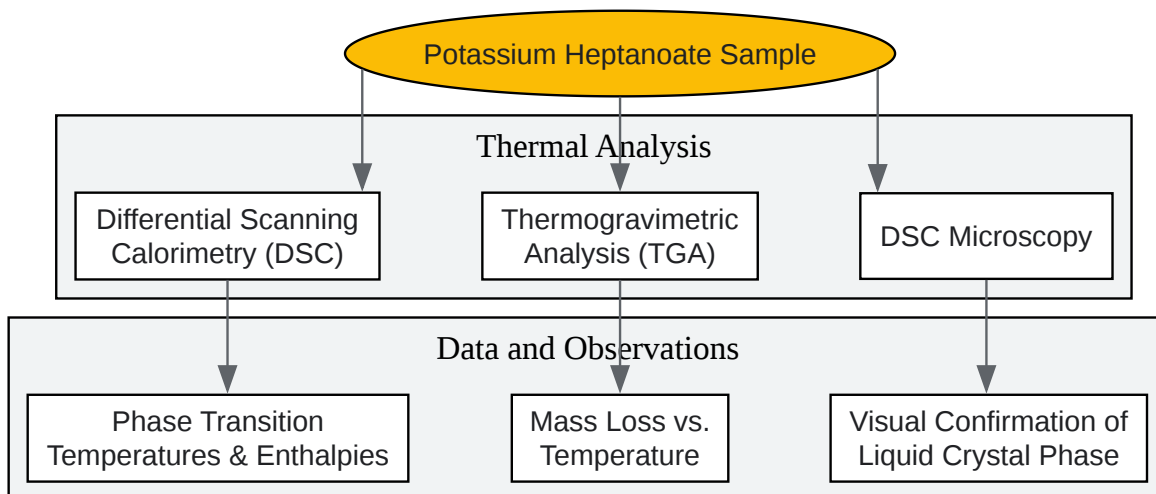 Potassium Heptanoate Sample
Thermal Analysis
Differential Scanning
Calorimetry (DSC)
Thermogravimetric
Analysis (TGA)
DSC Microscopy
Data and Observations
Phase Transition
Temperatures & Enthalpies
Mass Loss vs.
Temperature
Visual Confirmation of
Liquid Crystal Phase